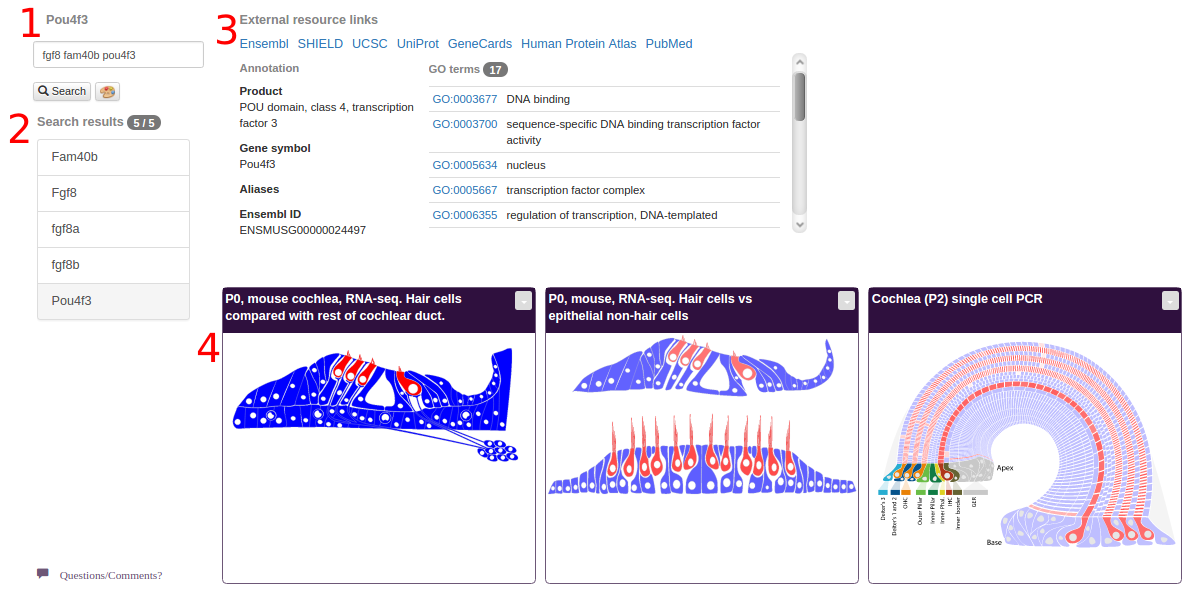 1
Pou4f3
fgf8 fam40b pou4f3
Search
2
Search results 5 / 5
Fam40b
Fgf8
fgf8a
fgf8b
Pou4f3
Questions/Comments?
3
External resource links
Ensembl SHIELD UCSC UniProt GeneCards Human Protein Atlas PubMed
Annotation
Product
POU domain, class 4, transcription
factor 3
Gene symbol
Pou4f3
Aliases
Ensembl ID
ENSMUSG00000024497
GO terms 17
GO:0003677 DNA binding
GO:0003700 sequence-specific DNA binding transcription factor
activity
GO:0005634 nucleus
GO:0005667 transcription factor complex
GO:0006355 regulation of transcription, DNA-templated
4
P0, mouse cochlea, RNA-seq. Hair cells
compared with rest of cochlear duct.
P0, mouse, RNA-seq. Hair cells vs
epithelial non-hair cells
Cochlea (P2) single cell PCR
Apex
Base
Deiter's 3
Deiter's 1 and 2
OHC
Outer Pillar
Inner Pillar
Inner Phal.
IHC
Inner border
GER